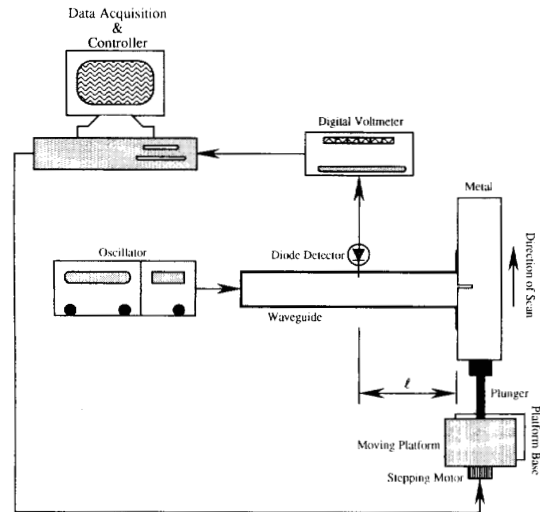 Data Acquisition
&
Controller
Digital Voltmeter
Metal
Oscillator
Diode Detector
Direction of Scan
Waveguide
ℓ
Plunger
Moving Platform
Platform Base
Stepping Motor